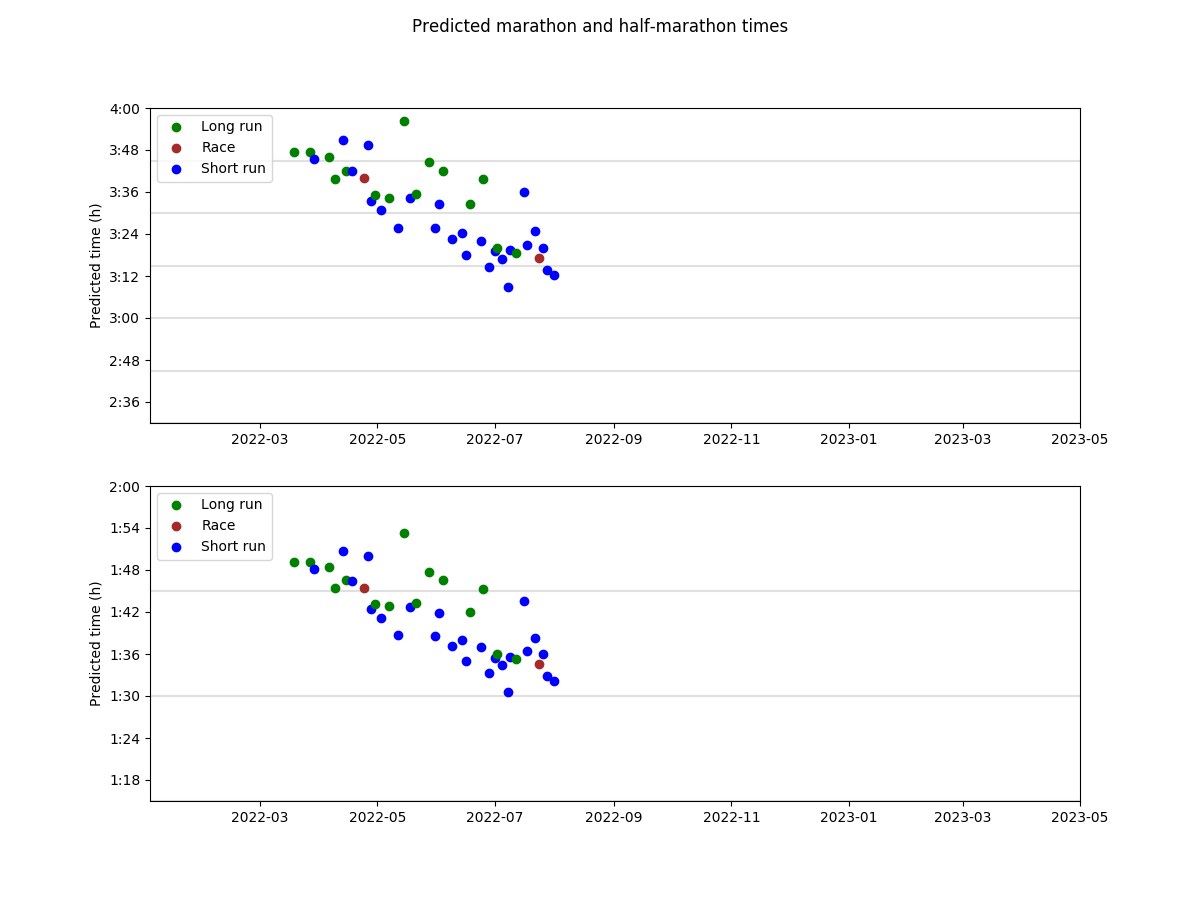 Predicted marathon and half-marathon times
4:00
3:48
3:36
3:24
3:12
3:00
2:48
2:36
Predicted time (h)
Long run
Race
Short run
2022-03 2022-05 2022-07 2022-09 2022-11 2023-01 2023-03 2023-05
2:00
1:54
1:48
1:42
1:36
1:30
1:24
1:18
Predicted time (h)
Long run
Race
Short run
2022-03 2022-05 2022-07 2022-09 2022-11 2023-01 2023-03 2023-05